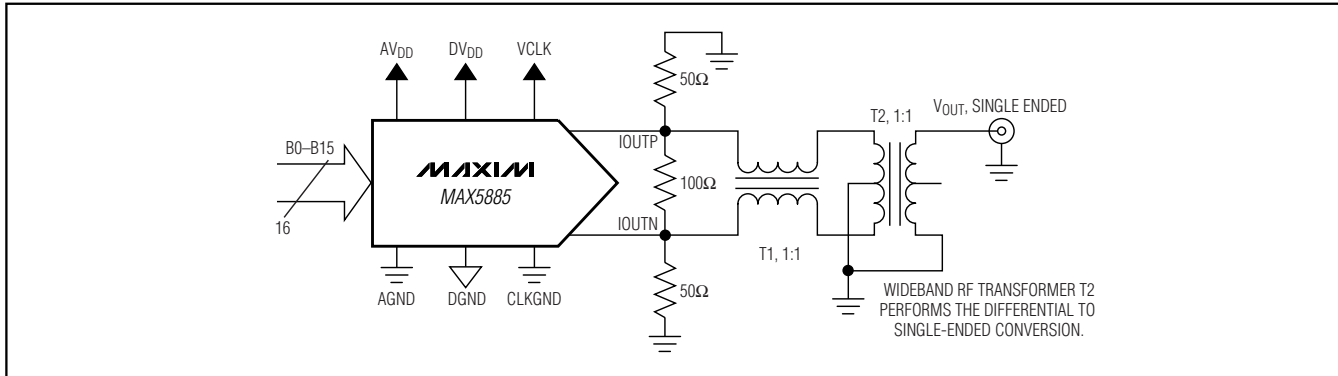 AVDD
DVDD
VCLK
50Ω
VOUT, SINGLE ENDED
T2, 1:1
B0–B15
IOUTP
MAXIM
MAX5885
100Ω
16
IOUTN
T1, 1:1
50Ω
AGND
DGND
CLKGND
WIDEBAND RF TRANSFORMER T2
PERFORMS THE DIFFERENTIAL TO
SINGLE-ENDED CONVERSION.